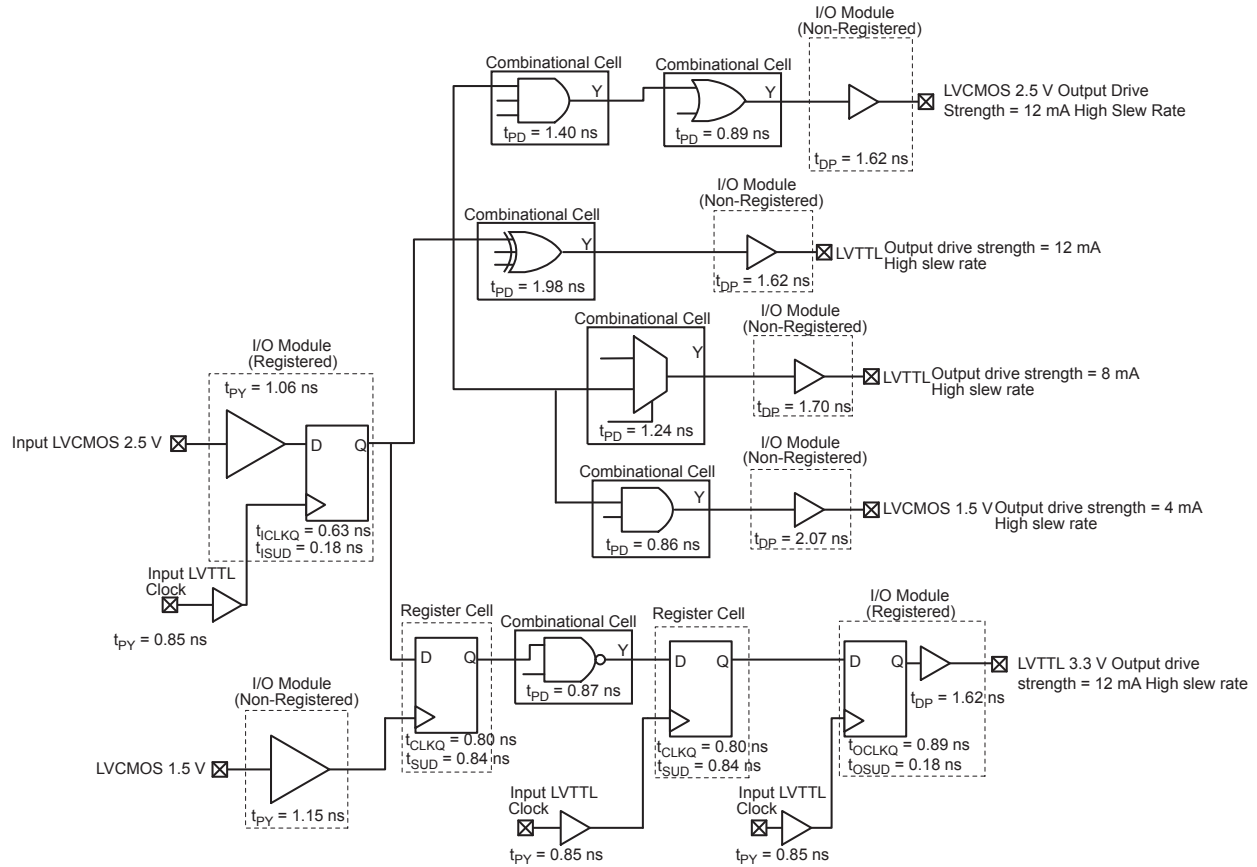 I/O Module
(Non-Registered)
Combinational Cell
Y
tPD = 1.40 ns
Combinational Cell
Y
tPD = 0.89 ns
tDP = 1.62 ns
LVCMOS 2.5 V Output Drive
Strength = 12 mA High Slew Rate
I/O Module
(Non-Registered)
Combinational Cell
Y
tPD = 1.98 ns
tDP = 1.62 ns
LVTTL Output drive strength = 12 mA
High slew rate
Combinational Cell
Y
tPD = 1.24 ns
I/O Module
(Non-Registered)
tDP = 1.70 ns
LVTTL Output drive strength = 8 mA
High slew rate
I/O Module
(Registered)
tPY = 1.06 ns
Input LVCMOS 2.5 V
D
Q
tICLKQ = 0.63 ns
tISUD = 0.18 ns
Input LVTTL
Clock
tPY = 0.85 ns
Combinational Cell
Y
tPD = 0.86 ns
I/O Module
(Non-Registered)
tDP = 2.07 ns
LVCMOS 1.5 V Output drive strength = 4 mA
High slew rate
I/O Module
(Non-Registered)
LVCMOS 1.5 V
tPY = 1.15 ns
Register Cell
D
Q
tCLKQ = 0.80 ns
tSUD = 0.84 ns
Combinational Cell
Y
tPD = 0.87 ns
Register Cell
D
Q
tCLKQ = 0.80 ns
tSUD = 0.84 ns
Input LVTTL
Clock
tPY = 0.85 ns
I/O Module
(Registered)
D
Q
tDP = 1.62 ns
tOCLKQ = 0.89 ns
tOSUD = 0.18 ns
LVTTL 3.3 V Output drive
strength = 12 mA High slew rate
Input LVTTL
Clock
tPY = 0.85 ns